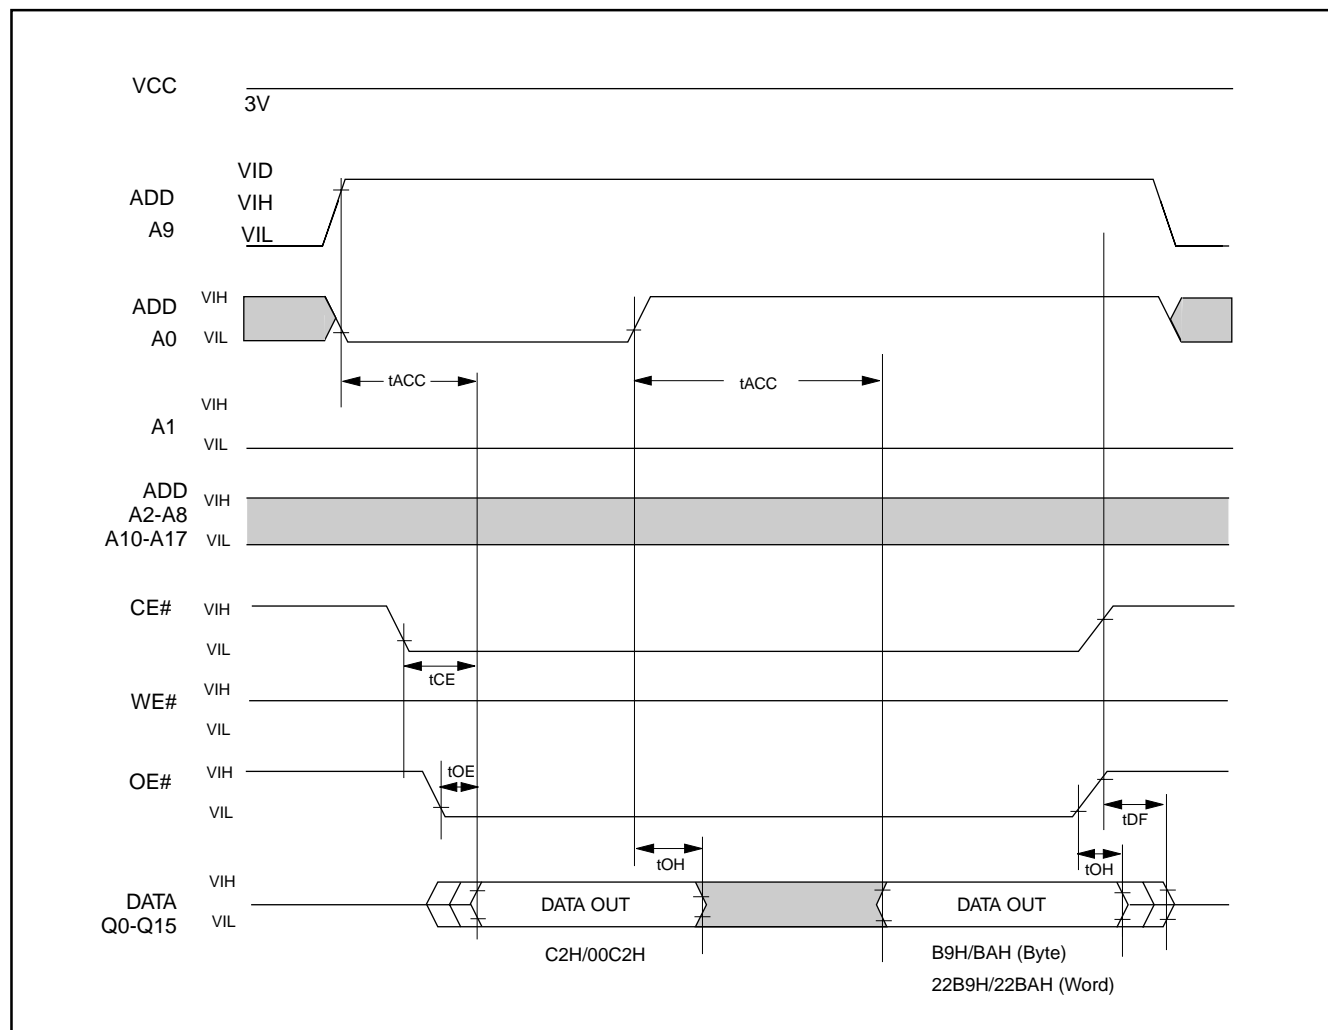 VCC
3V
VID
ADD
VIH
A9
VIL
ADD
VIH
A0
VIL
tACC
tACC
VIH
A1
VIL
ADD
VIH
A2-A8
A10-A17
VIL
CE#
VIH
VIL
tCE
VIH
WE#
VIL
VIH
OE#
tOE
VIL
tDF
tOH
tOH
VIH
DATA
Q0-Q15
VIL
DATA OUT
DATA OUT
C2H/00C2H
B9H/BAH (Byte)
22B9H/22BAH (Word)